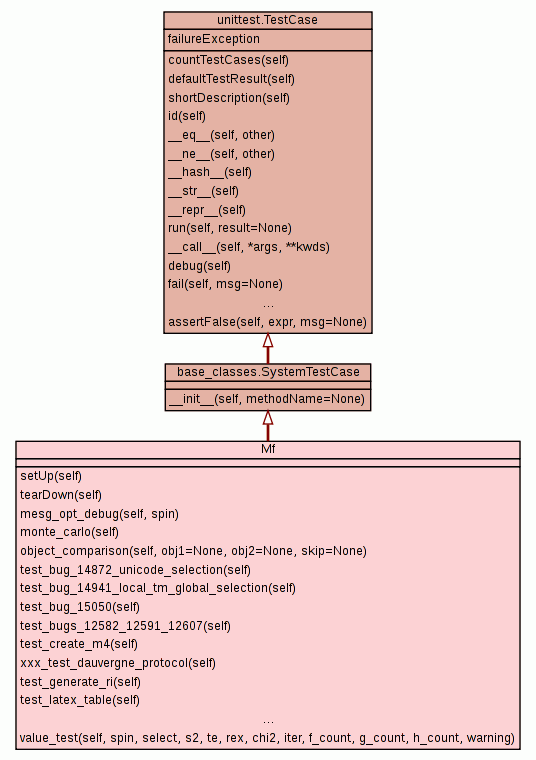 unittest.TestCase
failureException
countTestCases(self)
defaultTestResult(self)
shortDescription(self)
id(self)
__eq__(self, other)
__ne__(self, other)
__hash__(self)
__str__(self)
__repr__(self)
run(self, result=None)
__call__(self, *args, **kwds)
debug(self)
fail(self, msg=None)
...
assertFalse(self, expr, msg=None)
base_classes.SystemTestCase
__init__(self, methodName=None)
Mf
setUp(self)
tearDown(self)
mesg_opt_debug(self, spin)
monte_carlo(self)
object_comparison(self, obj1=None, obj2=None, skip=None)
test_bug_14872_unicode_selection(self)
test_bug_14941_local_tm_global_selection(self)
test_bug_15050(self)
test_bugs_12582_12591_12607(self)
test_create_m4(self)
xxx_test_dauvergne_protocol(self)
test_generate_ri(self)
test_latex_table(self)
...
value_test(self, spin, select, s2, te, rex, chi2, iter, f_count, g_count, h_count, warning)